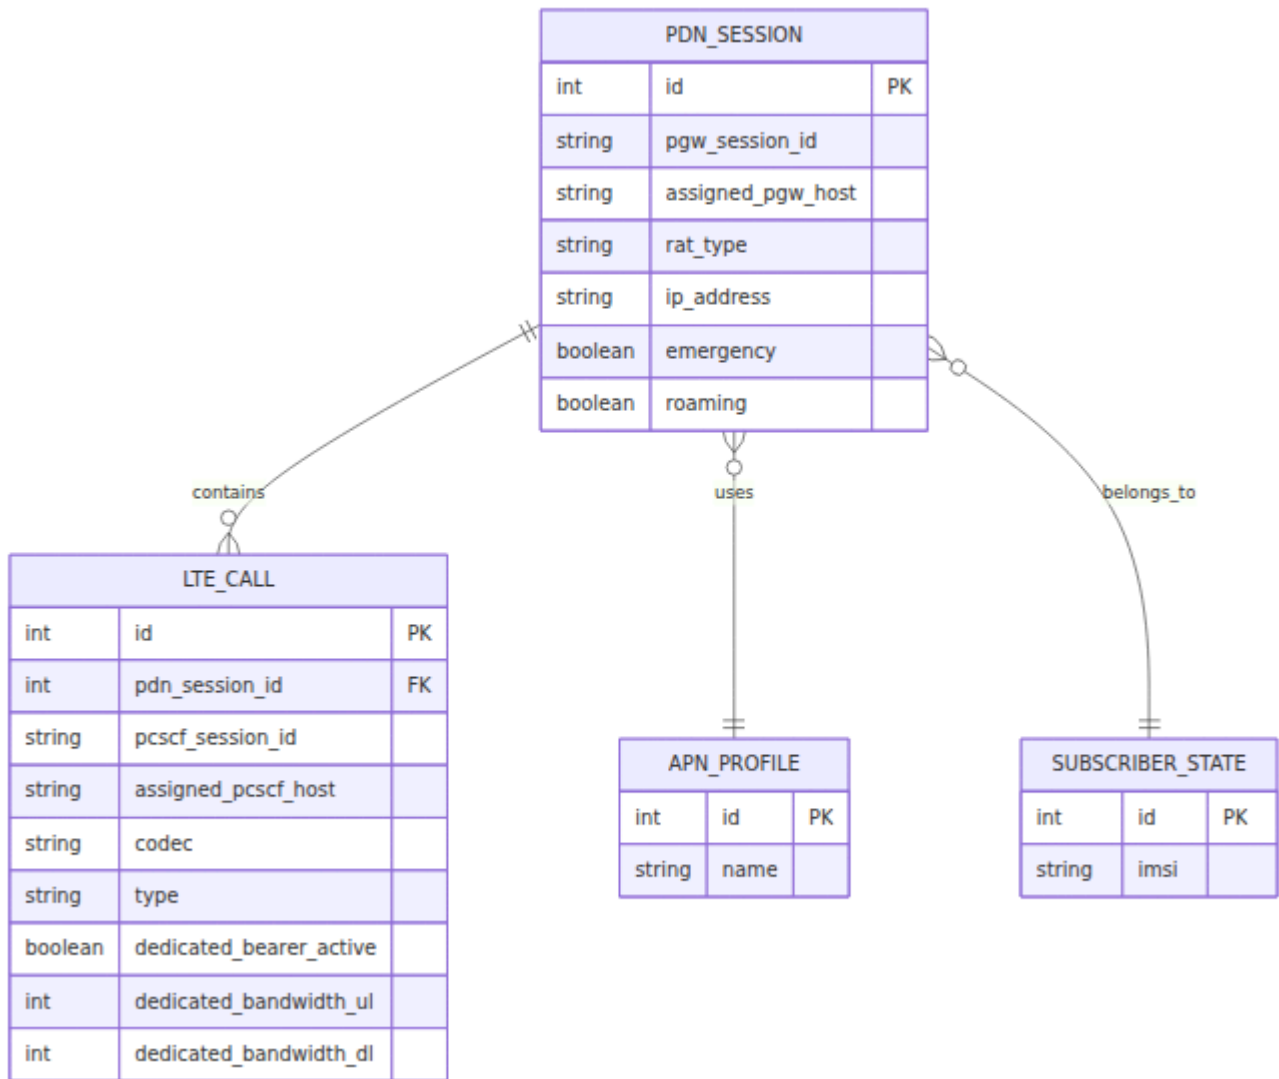 PDN_SESSION
int id PK
string pgw_session_id
string assigned_pgw_host
string rat_type
string ip_address
boolean emergency
boolean roaming
contains
uses
belongs_to
LTE_CALL
int id PK
int pdn_session_id FK
string pcscf_session_id
string assigned_pcscf_host
string codec
string type
boolean dedicated_bearer_active
int dedicated_bandwidth_ul
int dedicated_bandwidth_dl
APN_PROFILE
int id PK
string name
SUBSCRIBER_STATE
int id PK
string imsi